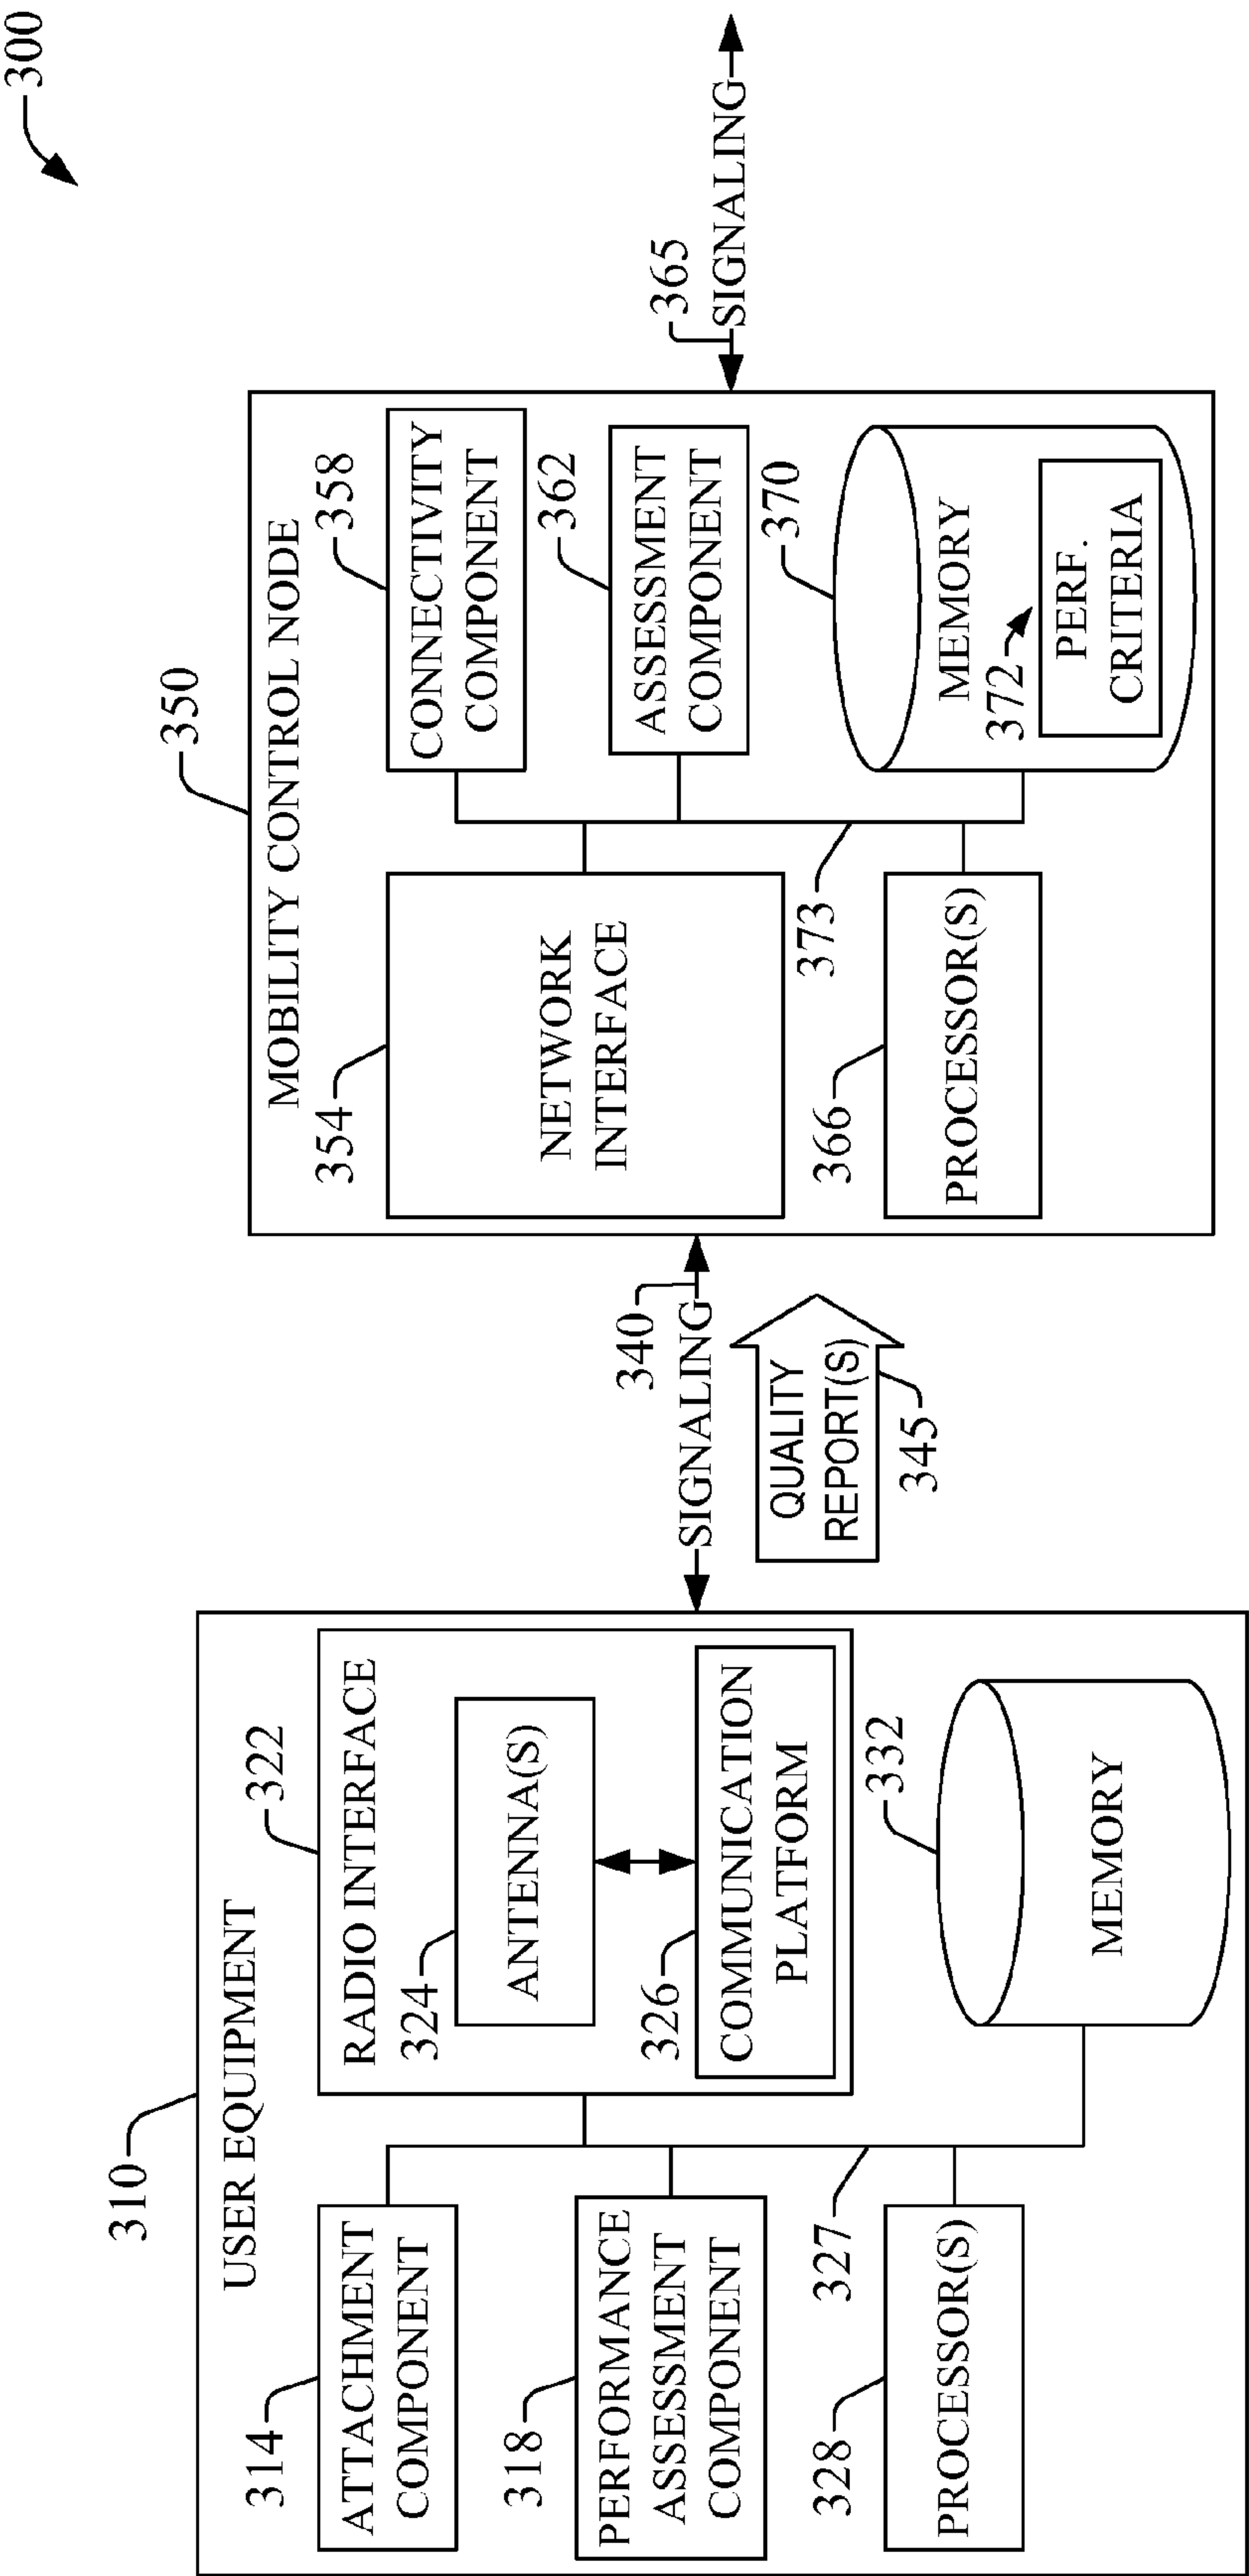 300
310
USER EQUIPMENT
314
ATTACHMENT
COMPONENT
318
PERFORMANCE
ASSESSMENT
COMPONENT
328
PROCESSOR(S)
327
322
RADIO INTERFACE
324
ANTENNA(S)
326
COMMUNICATION
PLATFORM
332
MEMORY
340
SIGNALING
QUALITY
REPORT(S)
345
350
MOBILITY CONTROL NODE
354
NETWORK
INTERFACE
366
PROCESSOR(S)
373
358
CONNECTIVITY
COMPONENT
362
ASSESSMENT
COMPONENT
370
MEMORY
372
PERF.
CRITERIA
365
SIGNALING